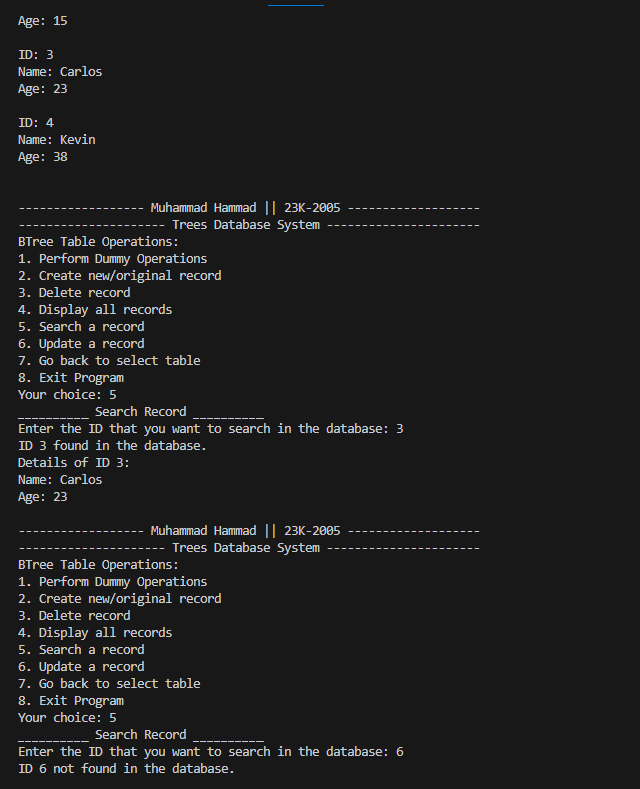 Age: 15
ID: 3
Name: Carlos
Age: 23
ID: 4
Name: Kevin
Age: 38
------------------ Muhammad Hammad || 23K-2005 -------------------
--------------------- Trees Database System ----------------------
BTree Table Operations:
1. Perform Dummy Operations
2. Create new/original record
3. Delete record
4. Display all records
5. Search a record
6. Update a record
7. Go back to select table
8. Exit Program
Your choice: 5
__________ Search Record __________
Enter the ID that you want to search in the database: 3
ID 3 found in the database.
Details of ID 3:
Name: Carlos
Age: 23
------------------ Muhammad Hammad || 23K-2005 -------------------
--------------------- Trees Database System ----------------------
BTree Table Operations:
1. Perform Dummy Operations
2. Create new/original record
3. Delete record
4. Display all records
5. Search a record
6. Update a record
7. Go back to select table
8. Exit Program
Your choice: 5
__________ Search Record __________
Enter the ID that you want to search in the database: 6
ID 6 not found in the database.